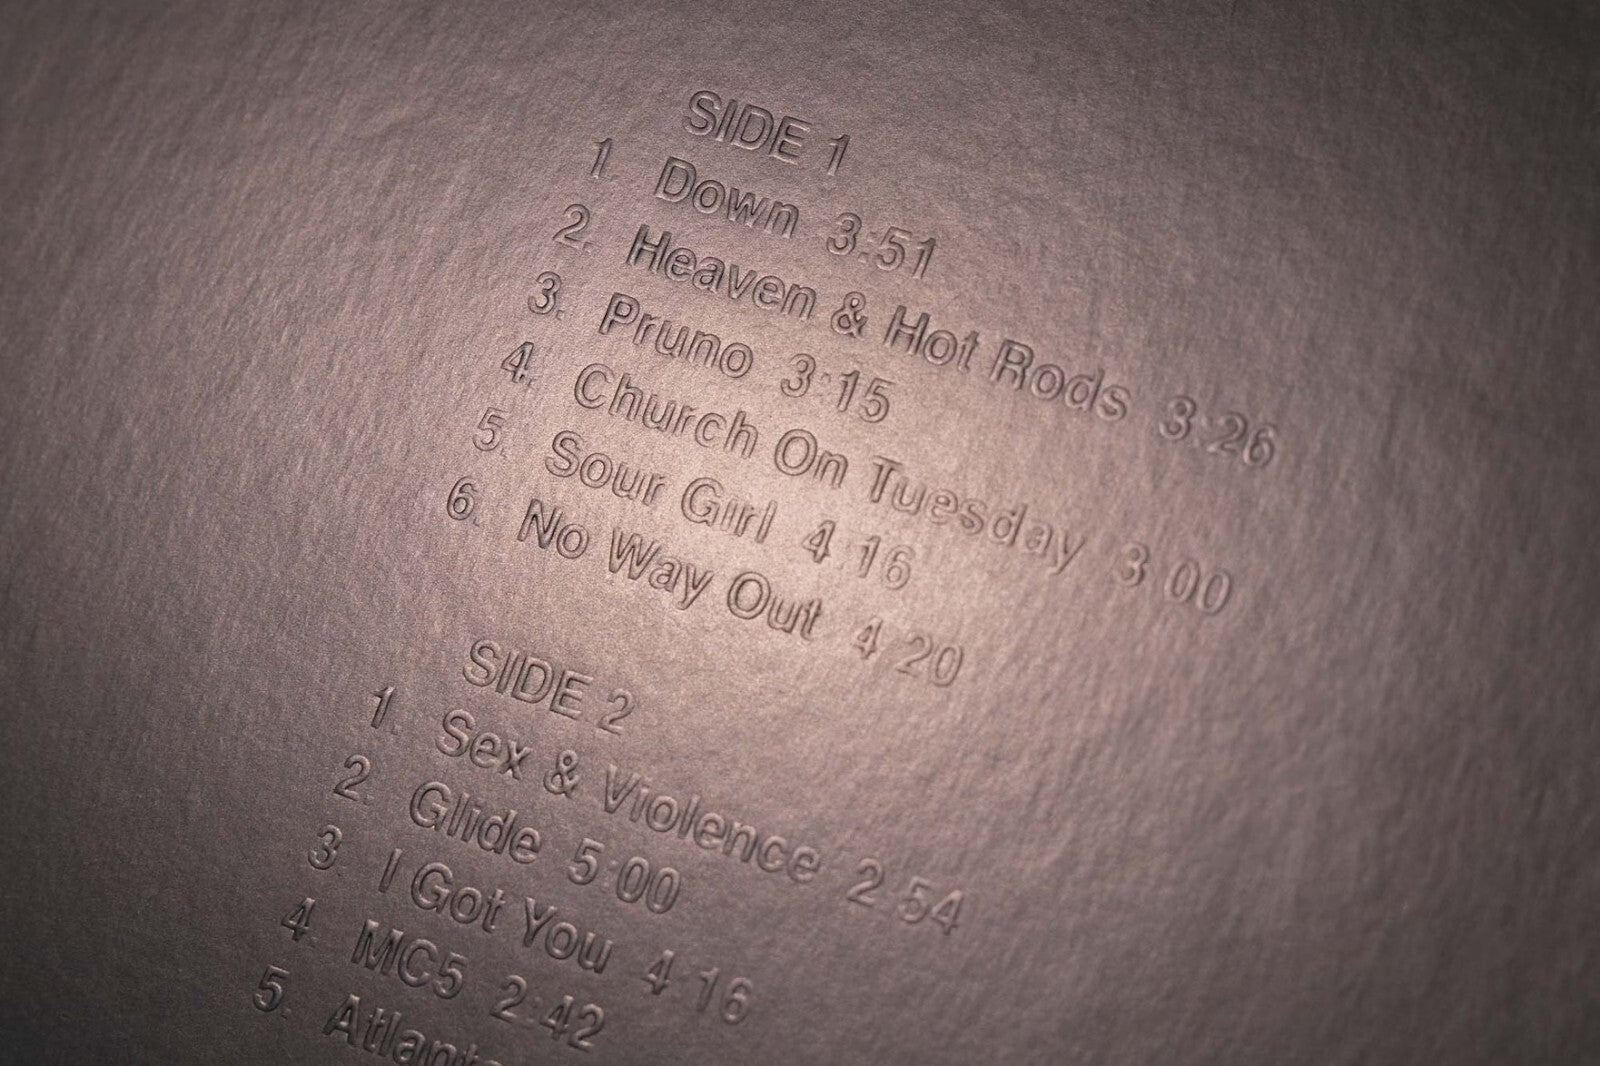 SIDE 1
1. Down 3:51
2. Heaven & Hot Rods 3:26
3. Pruno 3:15
4. Church On Tuesday 3:00
5. Sour Girl 4:16
6. No Way Out 4:20
SIDE 2
1. Sex & Violence 2:54
2. Glide 5:00
3. I Got You 4:16
4. MC5 2:42
5.